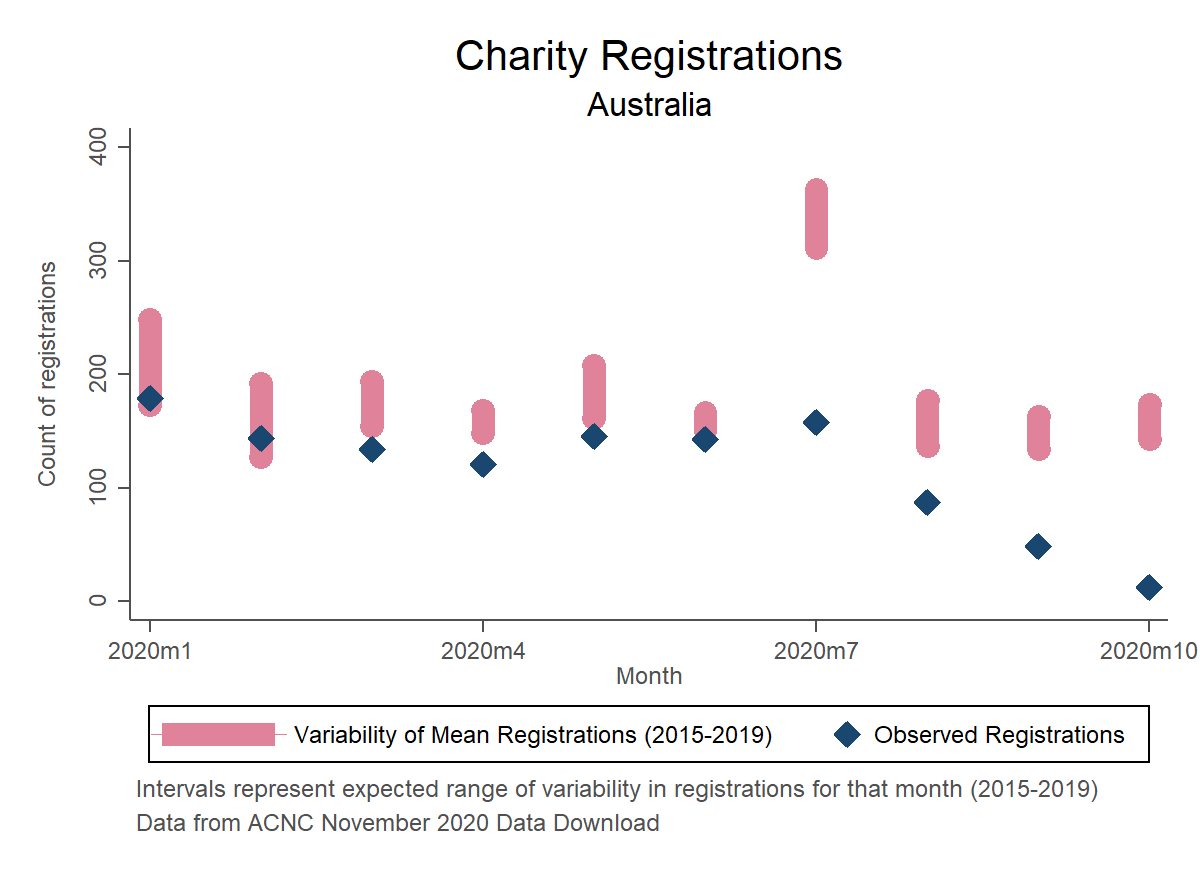 Charity Registrations
Australia
Count of registrations
400
300
200
100
0
2020m1 2020m4 2020m7 2020m10
Month
Variability of Mean Registrations (2015-2019) Observed Registrations
Intervals represent expected range of variability in registrations for that month (2015-2019)
Data from ACNC November 2020 Data Download